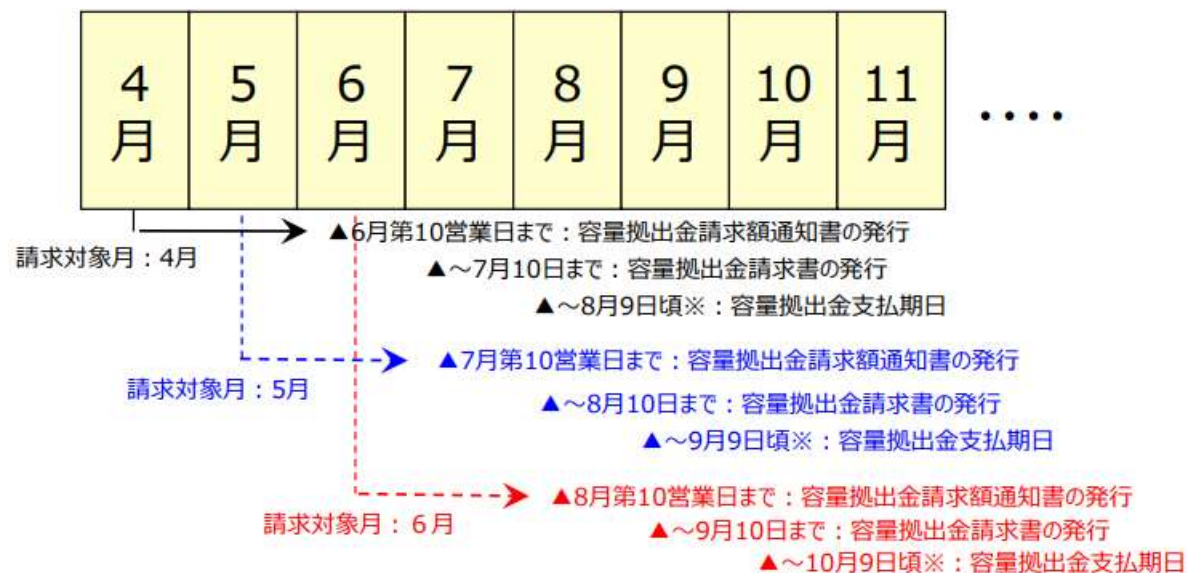 4月 5月 6月 7月 8月 9月 10月 11月 ････
▲6月第10営業日まで：容量拠出金請求額通知書の発行
請求対象月：4月
▲～7月10日まで：容量拠出金請求書の発行
▲～8月9日頃※：容量拠出金支払期日
▲7月第10営業日まで：容量拠出金請求額通知書の発行
請求対象月：5月
▲～8月10日まで：容量拠出金請求書の発行
▲～9月9日頃※：容量拠出金支払期日
▲8月第10営業日まで：容量拠出金請求額通知書の発行
請求対象月：６月
▲～9月10日まで：容量拠出金請求書の発行
▲～10月9日頃※：容量拠出金支払期日